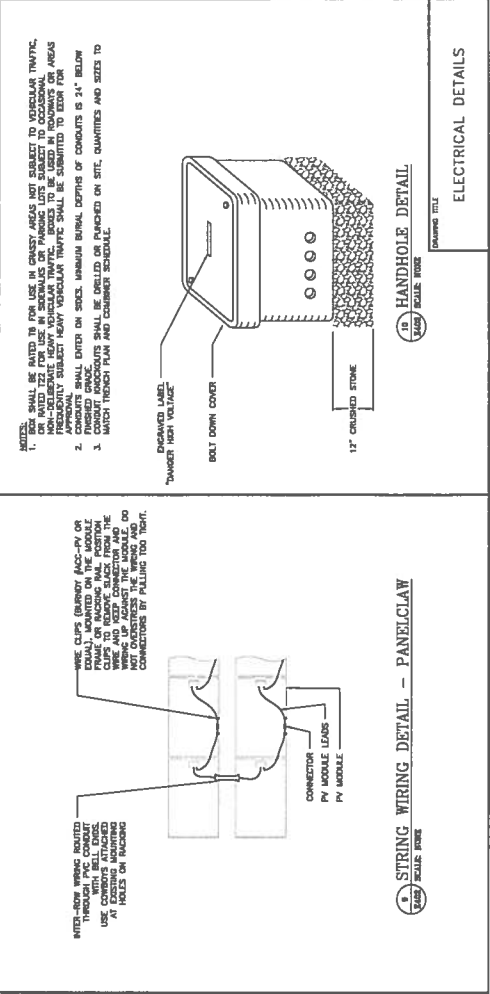 INTER-ROW WIRING ROUTED
THROUGH PVC CONDUIT
WITH BELL ENDS.
USE COWBOYS ATTACHED
AT EXISTING MOUNTING
HOLES ON RACKING
WIRE CLIPS (BURNDY ACC-PV OR
EQUAL), MOUNTED ON THE MODULE
FRAME OR RACKING RAIL. POSITION
CLIPS TO REMOVE SLACK FROM THE
WIRE AND KEEP CONNECTOR AND
WIRING UP AGAINST THE MODULE. DO
NOT OVERSTRESS THE WIRING AND
CONNECTORS BY PULLING TOO TIGHT.
CONNECTOR
PV MODULE LEADS
PV MODULE
9 STRING WIRING DETAIL - PANELCLAW
E402 SCALE: NONE
NOTES:
1. BOX SHALL BE RATED T8 FOR USE IN GRASSY AREAS NOT SUBJECT TO VEHICULAR TRAFFIC,
OR RATED T22 FOR USE IN SIDEWALKS OR PARKING LOTS SUBJECT TO OCCASIONAL
NON-DELIBERATE HEAVY VEHICULAR TRAFFIC. BOXES TO BE USED IN ROADWAYS OR AREAS
FREQUENTLY SUBJECT HEAVY VEHICULAR TRAFFIC SHALL BE SUBMITTED TO EEOR FOR
APPROVAL
2. CONDUITS SHALL ENTER ON SIDES. MINIMUM BURIAL DEPTHS OF CONDUITS IS 24" BELOW
FINISHED GRADE.
3. CONDUIT KNOCKOUTS SHALL BE DRILLED OR PUNCHED ON SITE, QUANTITIES AND SIZES TO
MATCH TRENCH PLAN AND COMBINER SCHEDULE.
ENGRAVED LABEL
"DANGER HIGH VOLTAGE"
BOLT DOWN COVER
12" CRUSHED STONE
10 HANDHOLE DETAIL
E402 SCALE: NONE
DRAWING TITLE
ELECTRICAL DETAILS